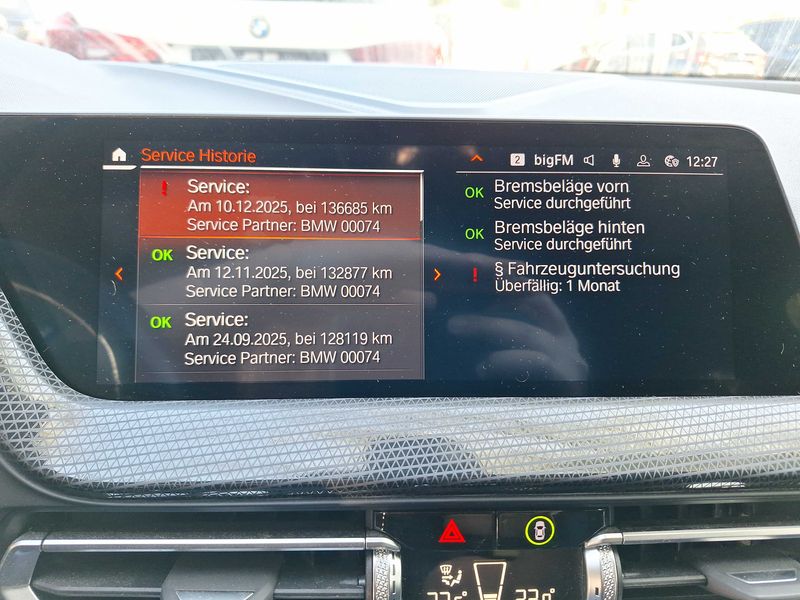 Service Historie
2 bigFM 12:27
! Service:
Am 10.12.2025, bei 136685 km
Service Partner: BMW 00074
OK Service:
Am 12.11.2025, bei 132877 km
Service Partner: BMW 00074
OK Service:
Am 24.09.2025, bei 128119 km
Service Partner: BMW 00074
OK Bremsbeläge vorn
Service durchgeführt
OK Bremsbeläge hinten
Service durchgeführt
! § Fahrzeuguntersuchung
Überfällig: 1 Monat